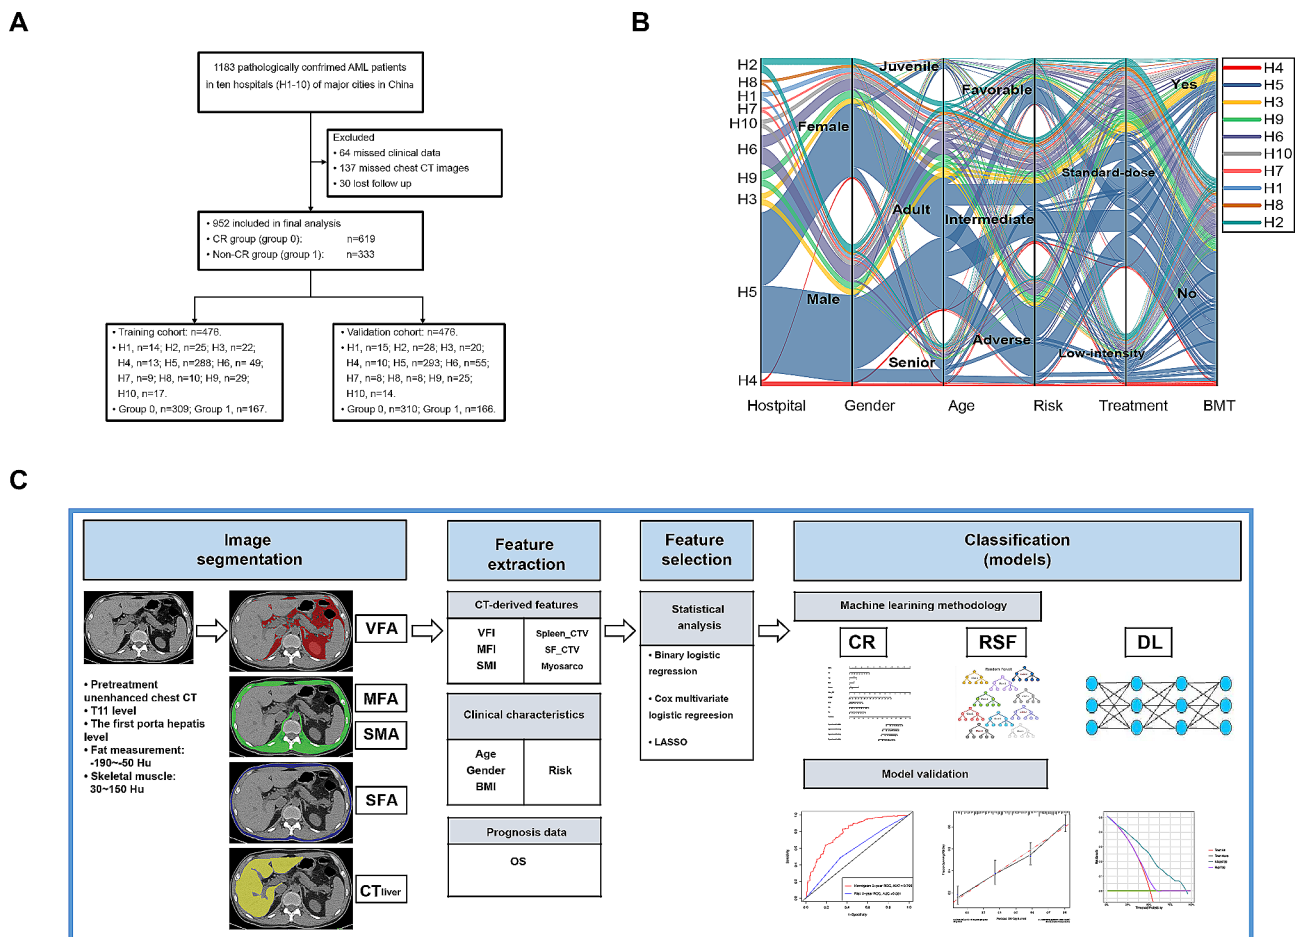 A
1183 pathologically confrimed AML patients
in ten hospitals (H1-10) of major cities in China
Excluded
• 64 missed clinical data
• 137 missed chest CT images
• 30 lost follow up
• 952 included in final analysis
• CR group (group 0): n=619
• Non-CR group (group 1): n=333
• Training cohort: n=476.
• H1, n=14; H2, n=25; H3, n=22;
H4, n=13; H5, n=288; H6, n= 49;
H7, n=9; H8, n=10; H9, n=29;
H10, n=17.
• Group 0, n=309; Group 1, n=167.
• Validation cohort: n=476.
• H1, n=15; H2, n=28; H3, n=20;
H4, n=10; H5, n=293; H6, n=55;
H7, n=8; H8, n=8; H9, n=25;
H10, n=14.
• Group 0, n=310; Group 1, n=166.
B
H2
H8
H1
H7
H10
H6
H9
H3
H5
H4
Female
Male
Juvenile
Adult
Senior
Favorable
Intermediate
Adverse
Standard-dose
Low-intensity
Yes
No
Hostpital
Gender
Age
Risk
Treatment
BMT
H4
H5
H3
H9
H6
H10
H7
H1
H8
H2
C
Image
segmentation
VFA
MFA
SMA
SFA
CTliver
• Pretreatment
unenhanced chest CT
• T11 level
• The first porta hepatis
level
• Fat measurement:
-190~-50 Hu
• Skeletal muscle:
30~150 Hu
Feature
extraction
CT-derived features
VFI Spleen_CTV
MFI SF_CTV
SMI Myosarco
Clinical characteristics
Age
Gender
BMI
Risk
Prognosis data
OS
Feature
selection
Statistical
analysis
• Binary logistic
regression
• Cox multivariate
logistic regreesion
• LASSO
Classification
(models)
Machine learining methodology
CR
RSF
DL
Model validation